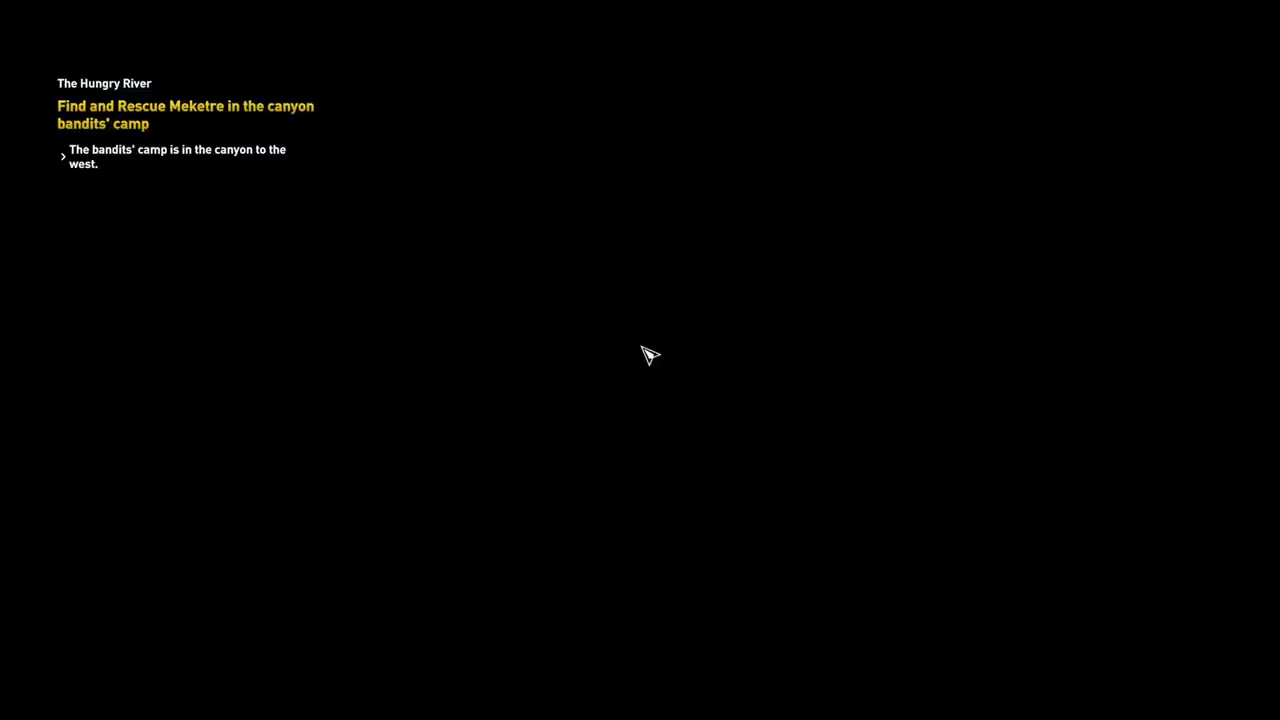 The Hungry River
Find and Rescue Meketre in the canyon
bandits' camp
The bandits' camp is in the canyon to the
west.